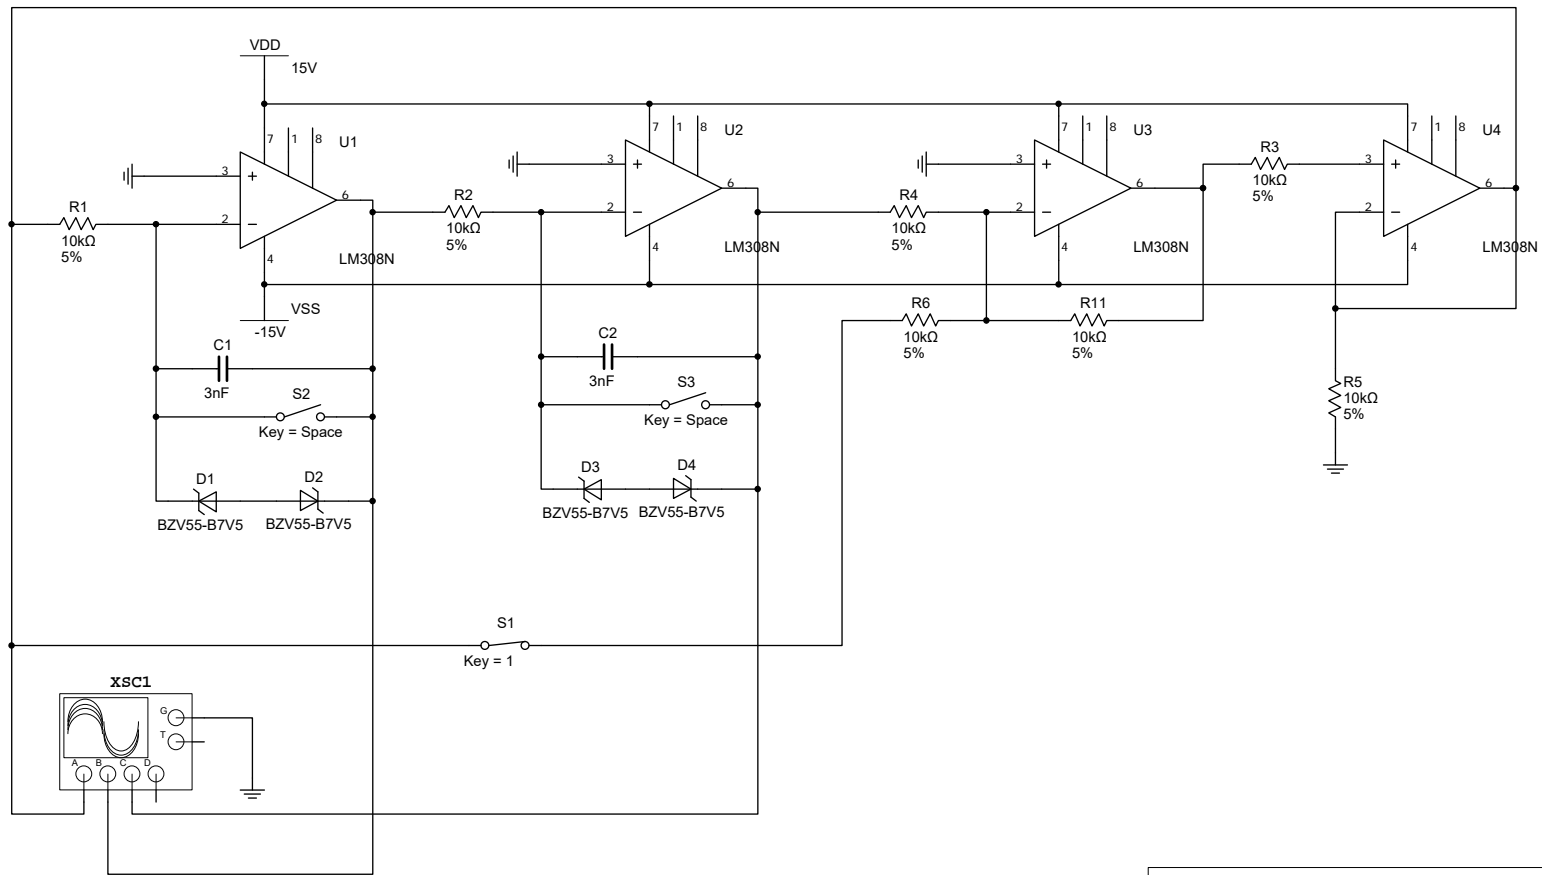 VDD
15V
7
1
8
U1
3
6
2
4
LM308N
R1
10kΩ
5%
VSS
-15V
C1
3nF
S2
Key = Space
D1
BZV55-B7V5
D2
BZV55-B7V5
R2
10kΩ
5%
7
1
8
U2
3
6
2
4
LM308N
C2
3nF
S3
Key = Space
D3
BZV55-B7V5
D4
BZV55-B7V5
R4
10kΩ
5%
7
1
8
U3
3
6
2
4
LM308N
R6
10kΩ
5%
R11
10kΩ
5%
R3
10kΩ
5%
7
1
8
U4
3
6
2
4
LM308N
R5
10kΩ
5%
S1
Key = 1
XSC1
G
T
A
B
C
D